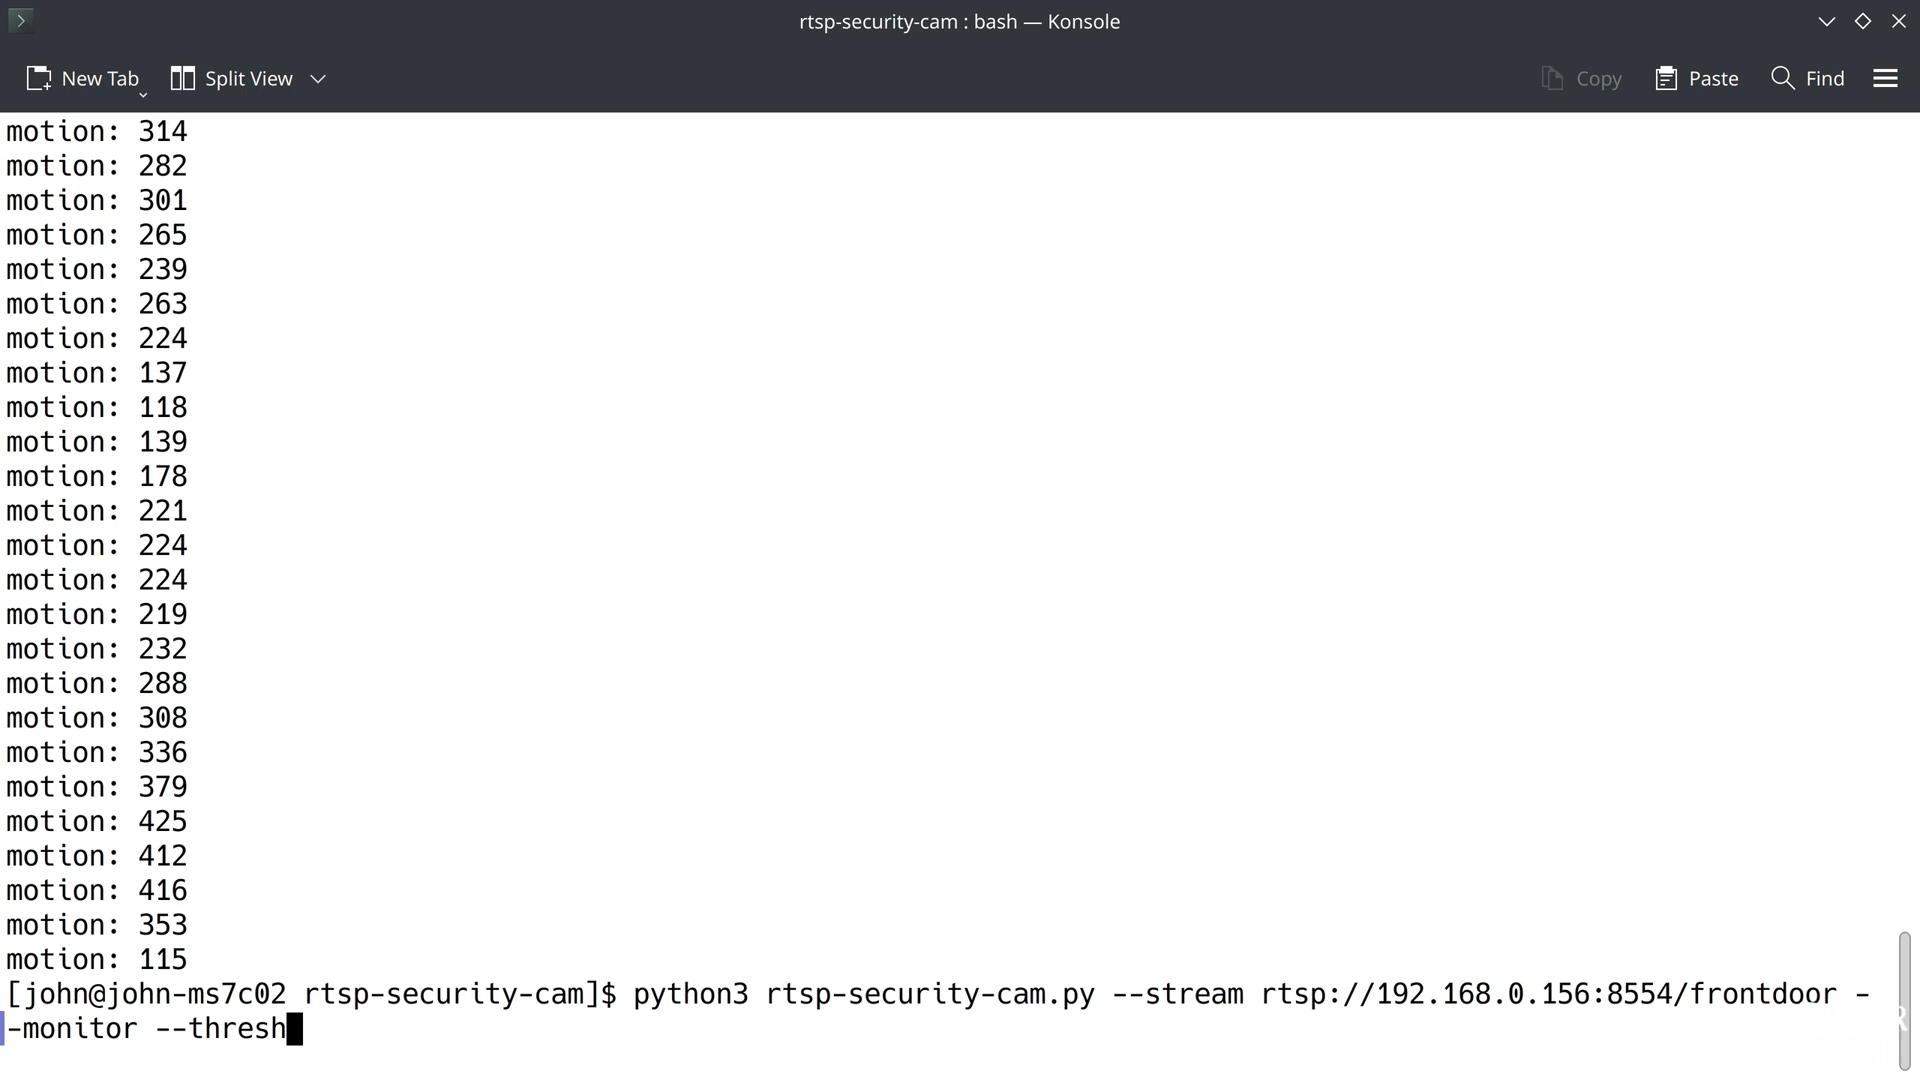 rtsp-security-cam : bash — Konsole
New Tab
Split View
Copy
Paste
Find
motion: 314
motion: 282
motion: 301
motion: 265
motion: 239
motion: 263
motion: 224
motion: 137
motion: 118
motion: 139
motion: 178
motion: 221
motion: 224
motion: 224
motion: 219
motion: 232
motion: 288
motion: 308
motion: 336
motion: 379
motion: 425
motion: 412
motion: 416
motion: 353
motion: 115
[john@john-ms7c02 rtsp-security-cam]$ python3 rtsp-security-cam.py --stream rtsp://192.168.0.156:8554/frontdoor -
-monitor --thresh